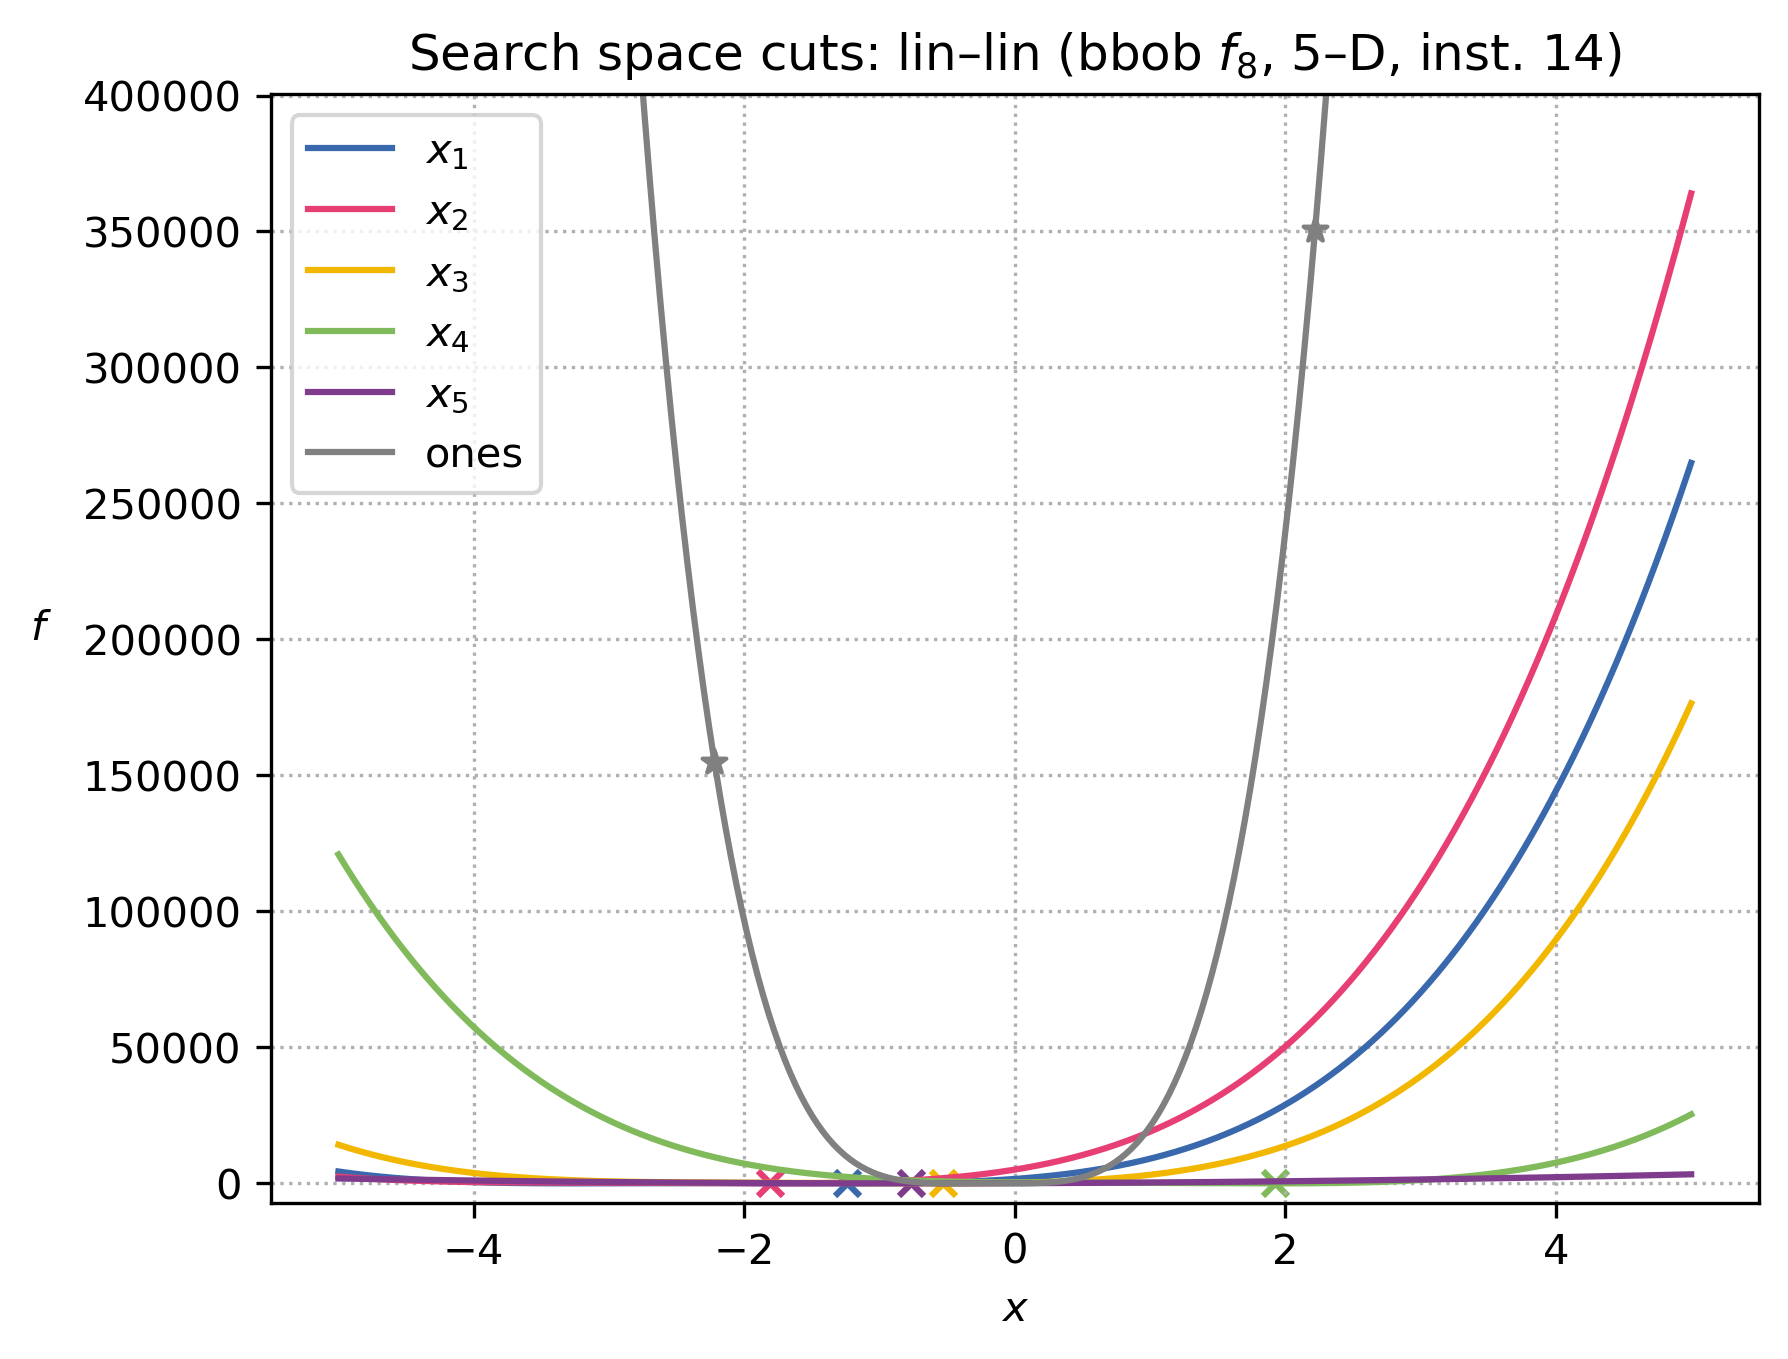 Search space cuts: lin–lin (bbob f₈, 5–D, inst. 14)
400000
350000
300000
250000
200000
150000
100000
50000
0
f
x₁
x₂
x₃
x₄
x₅
ones
−4 −2 0 2 4
x